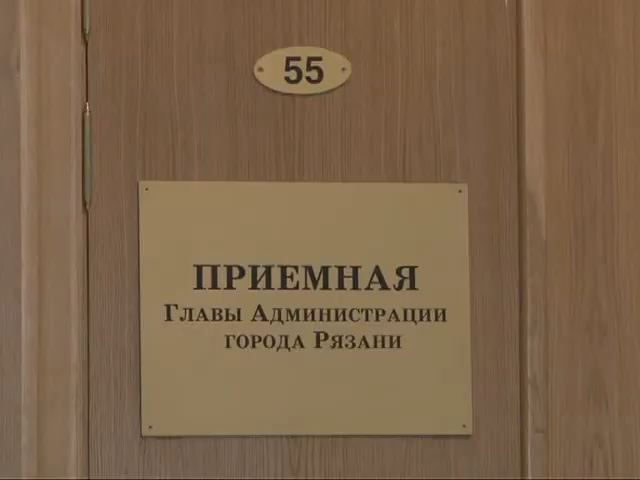 55
ПРИЕМНАЯ
Главы Администрации
города Рязани